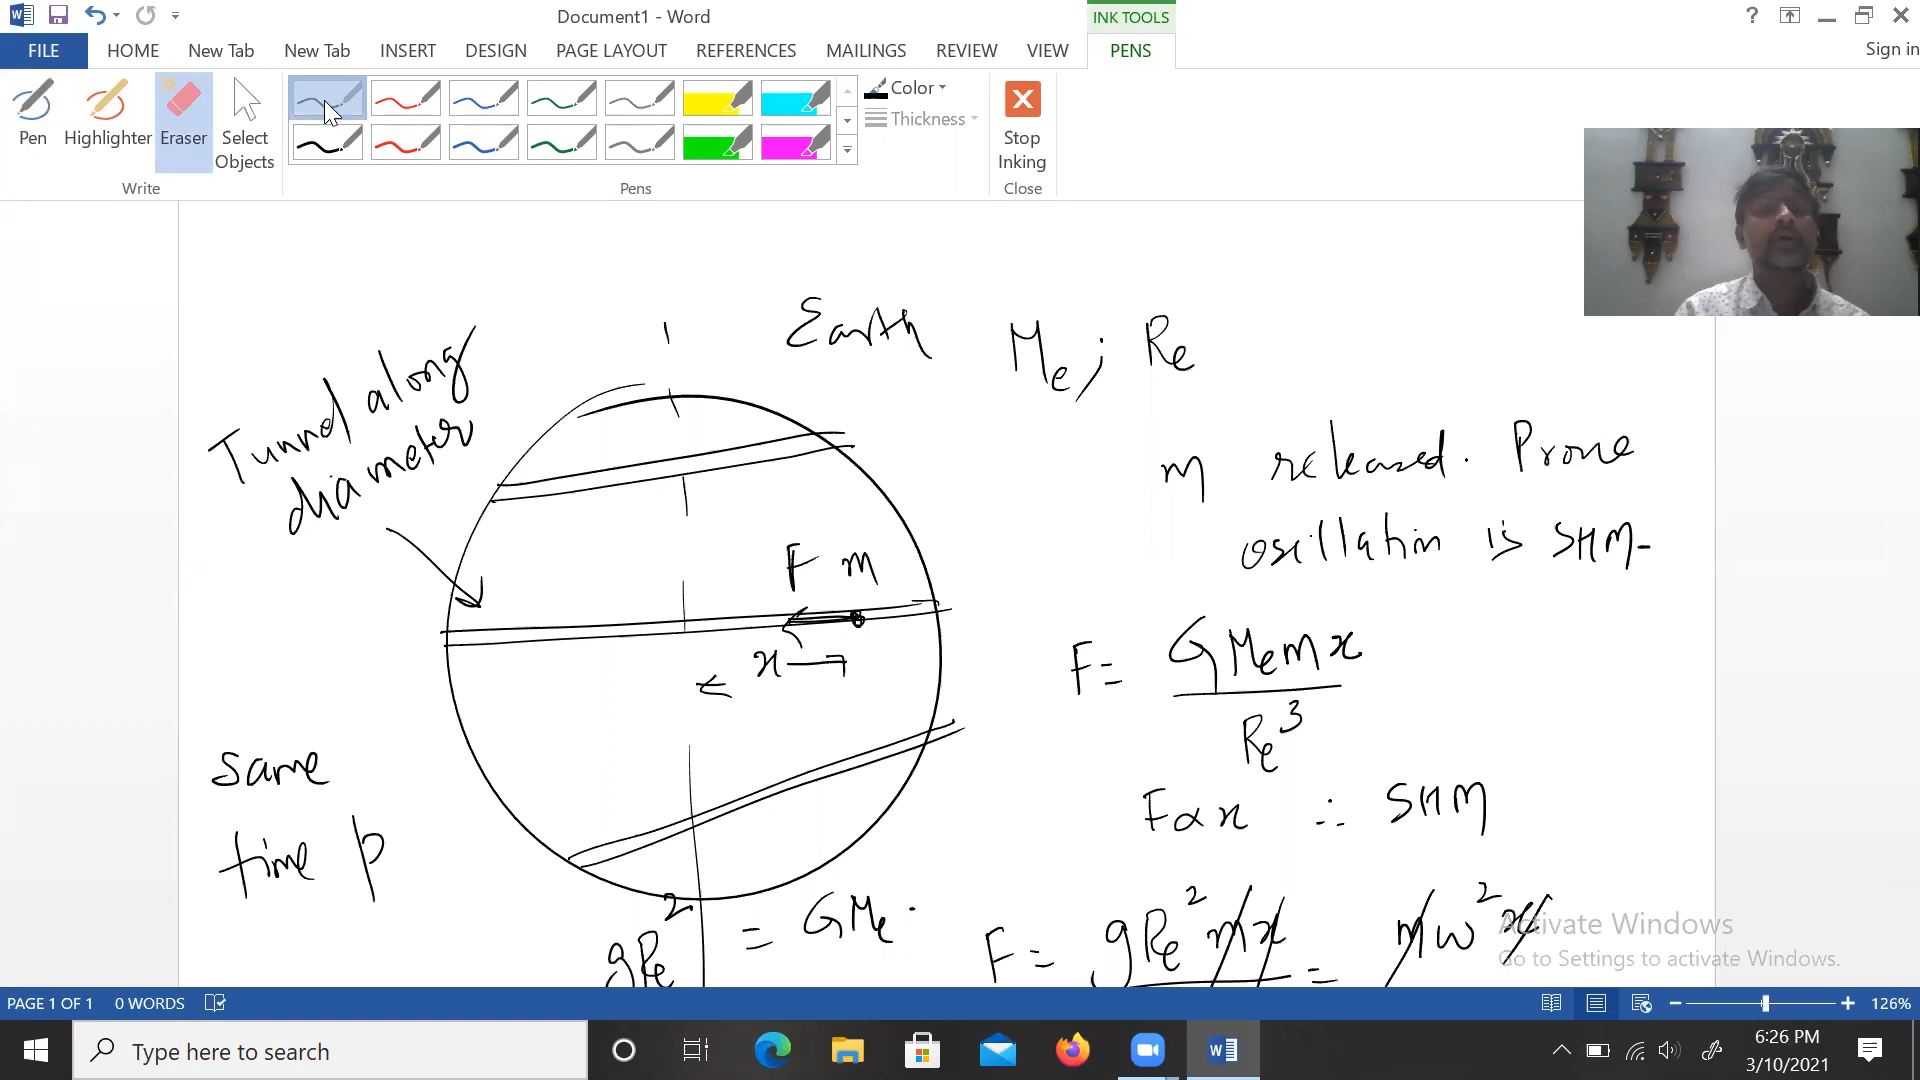 Document1 - Word
INK TOOLS
?
FILE HOME New Tab New Tab INSERT DESIGN PAGE LAYOUT REFERENCES MAILINGS REVIEW VIEW PENS Sign in
Pen Highlighter Eraser Select Objects
Color
Thickness
Stop Inking
Write Pens Close
Earth Me; Re
Tunnel along
diameter
m released. Prove
oscillation is SHM-
F m
x
F = GMemx
Re³
F∝x ∴ SHM
same
time p
gRe² = GMe.
F = gRe²mx = mω²x
Activate Windows
Go to Settings to activate Windows.
PAGE 1 OF 1 0 WORDS 126%
Type here to search
6:26 PM
3/10/2021